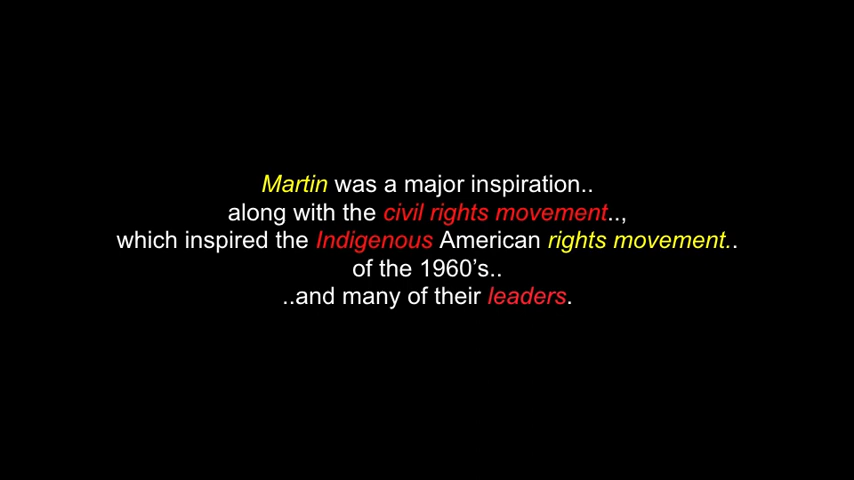 Martin was a major inspiration..
along with the civil rights movement..,
which inspired the Indigenous American rights movement..
of the 1960’s..
..and many of their leaders.